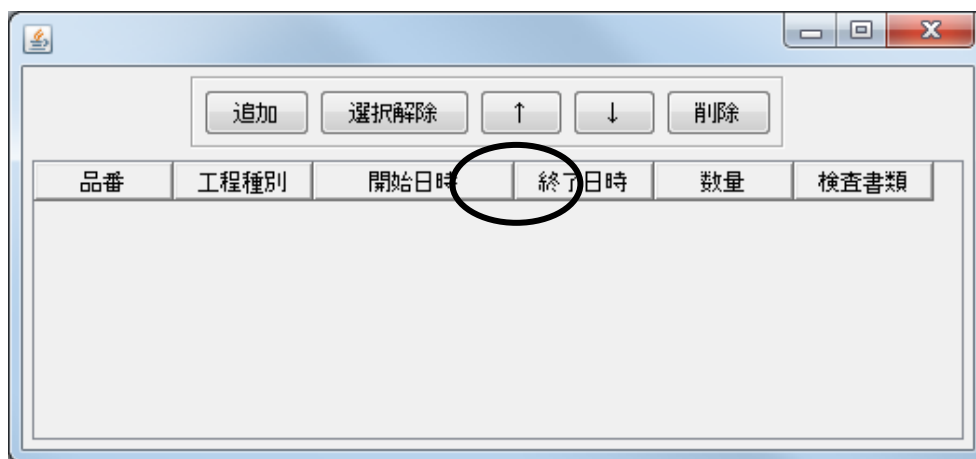 追加 選択解除 ↑ ↓ 削除
品番 工程種別 開始日時 終了日時 数量 検査書類